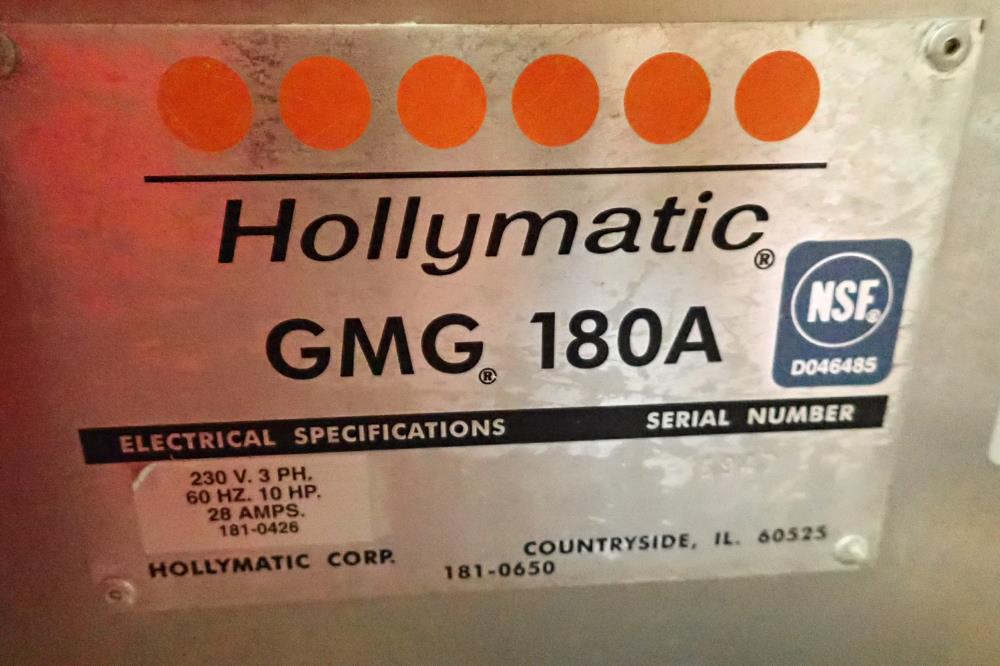 Hollymatic®
GMG® 180A
NSF®
D046485
ELECTRICAL SPECIFICATIONS
SERIAL NUMBER
230 V. 3 PH.
60 HZ. 10 HP.
28 AMPS.
181-0426
HOLLYMATIC CORP.
181-0650
COUNTRYSIDE, IL. 60525